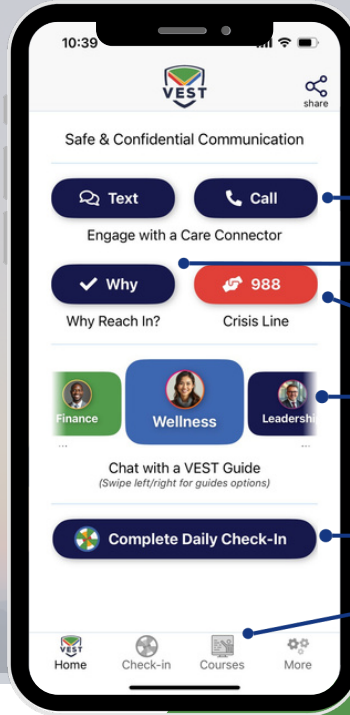 10:39
VEST
share
Safe & Confidential Communication
Text
Call
Engage with a Care Connector
Why
988
Why Reach In?
Crisis Line
Finance
Wellness
Leadershi
...
...
Chat with a VEST Guide
(Swipe left/right for guides options)
Complete Daily Check-In
VEST
Home
Check-in
Courses
More